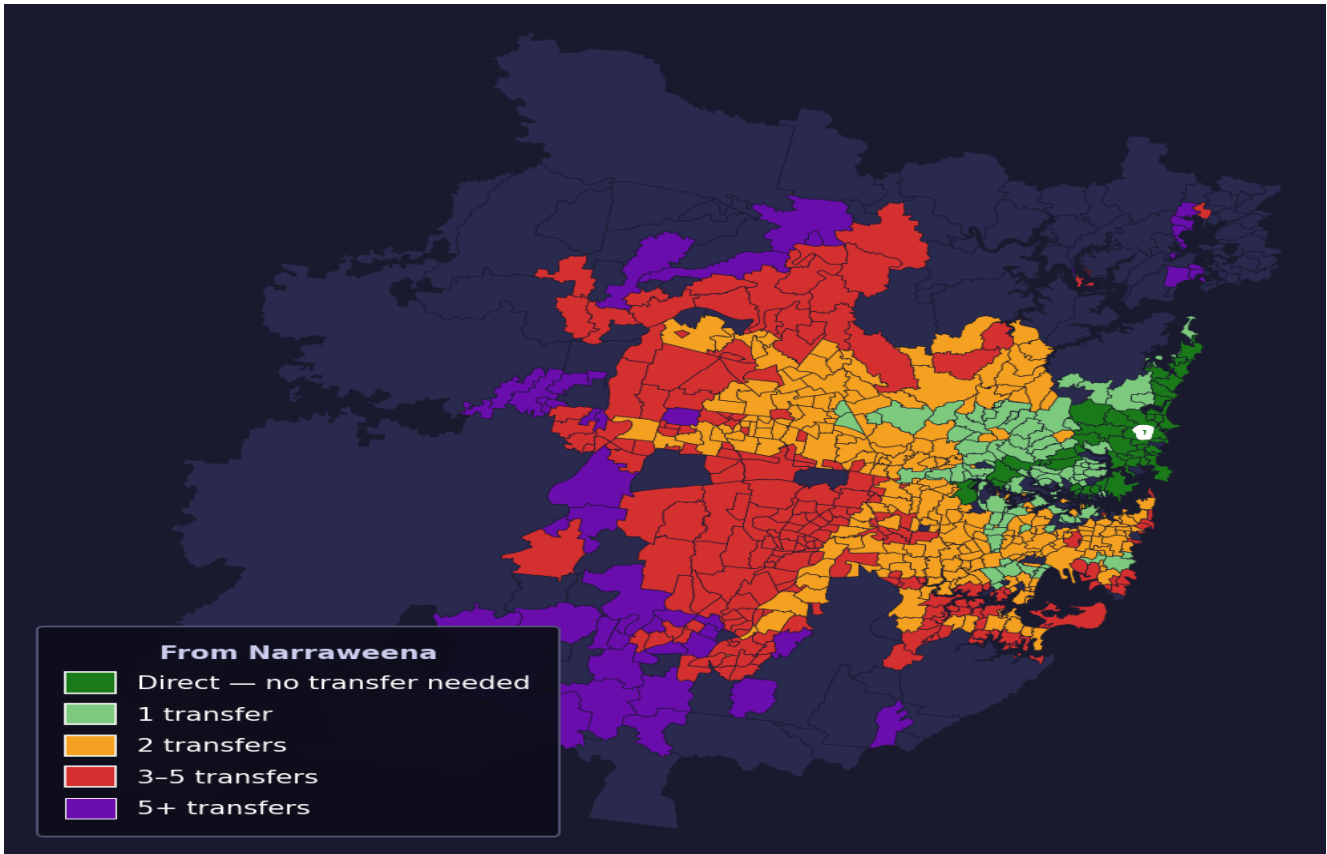 From Narraweena
Direct — no transfer needed
1 transfer
2 transfers
3–5 transfers
5+ transfers